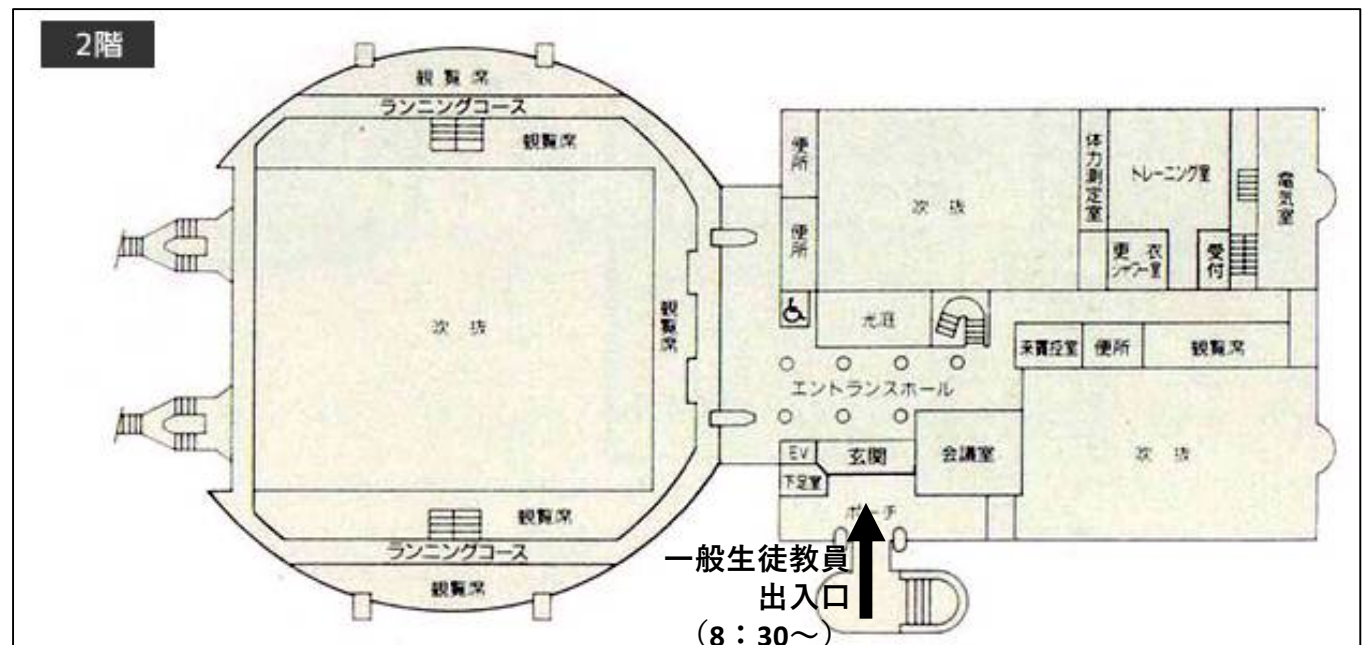 2階
観覧席
ランニングコース
観覧席
便所
便所
吹抜
体力測定室
トレーニング室
電気室
更衣
シャワー室
受付
吹抜
観覧席
光庭
来賓控室
便所
観覧席
エントランスホール
EV
玄関
会議室
吹抜
下足室
ポーチ
観覧席
ランニングコース
観覧席
一般生徒教員
出入口
（8：30～）